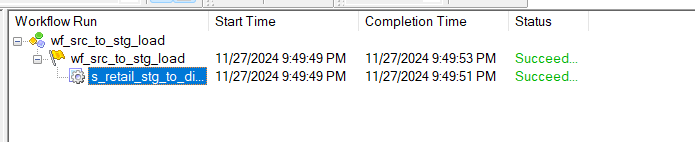 Workflow Run Start Time Completion Time Status
wf_src_to_stg_load
wf_src_to_stg_load 11/27/2024 9:49:49 PM 11/27/2024 9:49:53 PM Succeed...
s_retail_stg_to_di... 11/27/2024 9:49:49 PM 11/27/2024 9:49:51 PM Succeed...